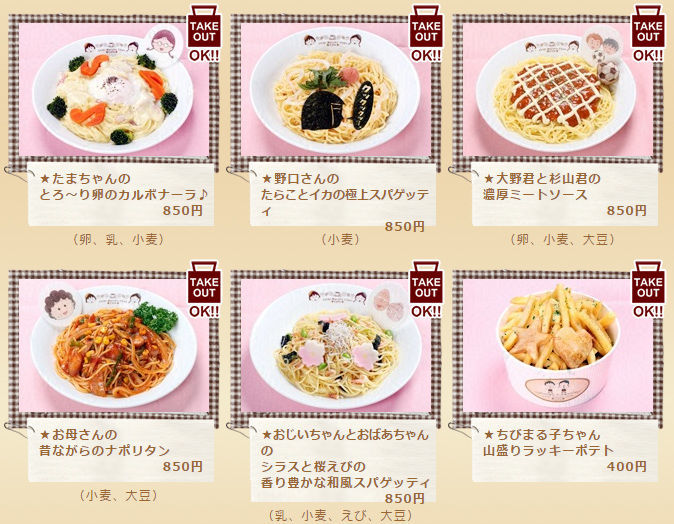 TAKE
OUT
OK!!
TAKE
OUT
OK!!
TAKE
OUT
OK!!
★たまちゃんの
とろ～り卵のカルボナーラ♪
850円
（卵、乳、小麦）
クックックッ…
★野口さんの
たらことイカの極上スパゲッテ
ィ
850円
（小麦）
★大野君と杉山君の
濃厚ミートソース
850円
（卵、小麦、大豆）
TAKE
OUT
OK!!
TAKE
OUT
OK!!
TAKE
OUT
OK!!
★お母さんの
昔ながらのナポリタン
850円
（小麦、大豆）
★おじいちゃんとおばあちゃん
の
シラスと桜えびの
香り豊かな和風スパゲッティ
850円
（乳、小麦、えび、大豆）
★ちびまる子ちゃん
山盛りラッキーポテト
400円